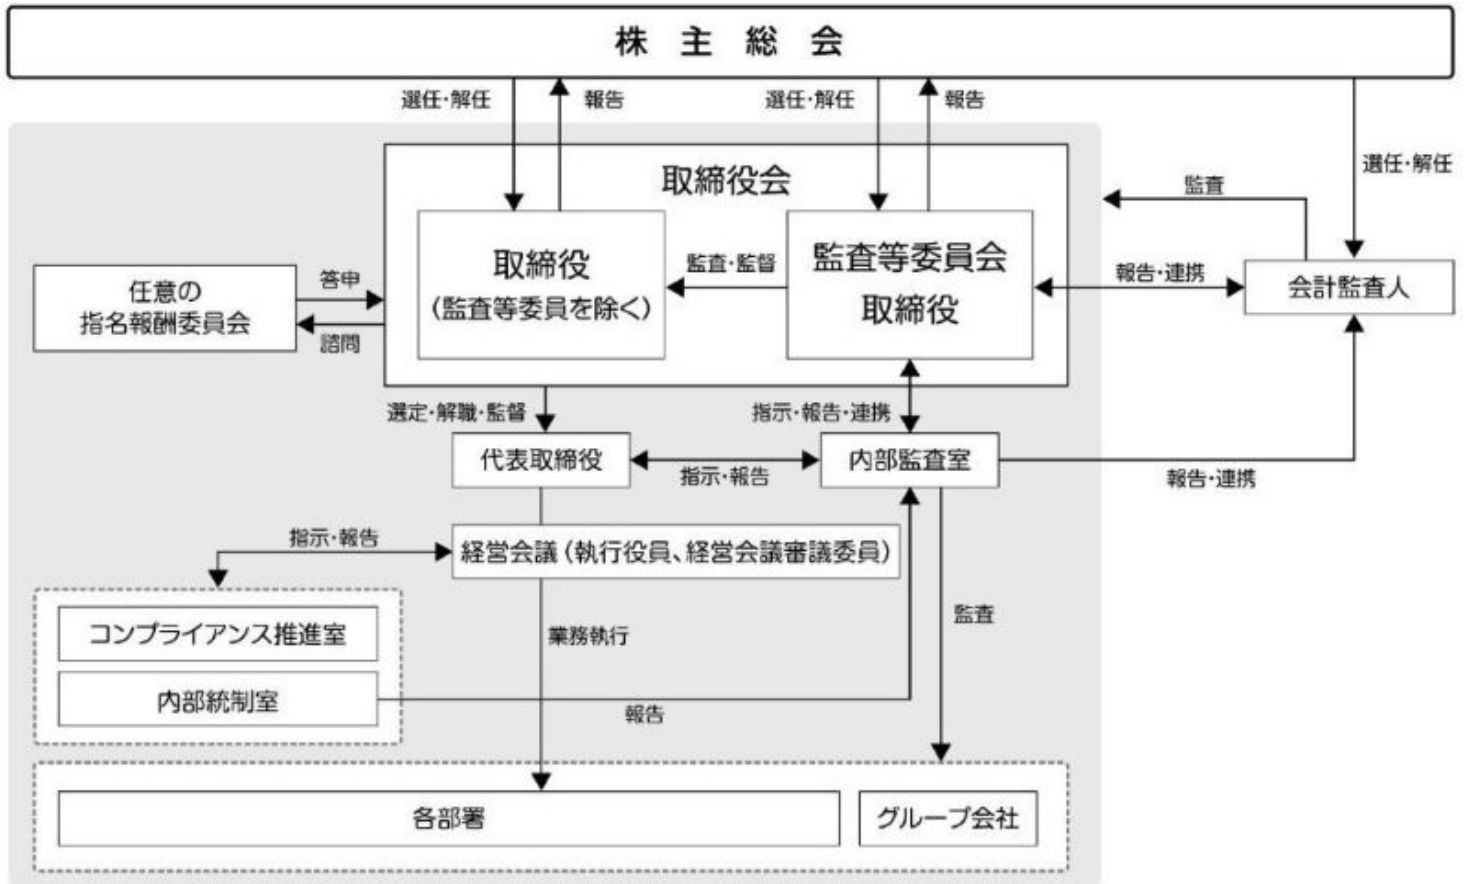 株主総会
選任・解任
報告
選任・解任
報告
選任・解任
取締役会
監査
取締役
(監査等委員を除く)
監査・監督
監査等委員会
取締役
報告・連携
会計監査人
任意の
指名報酬委員会
答申
諮問
選定・解職・監督
指示・報告・連携
代表取締役
指示・報告
内部監査室
報告・連携
指示・報告
経営会議(執行役員、経営会議審議委員)
コンプライアンス推進室
業務執行
監査
内部統制室
報告
各部署
グループ会社